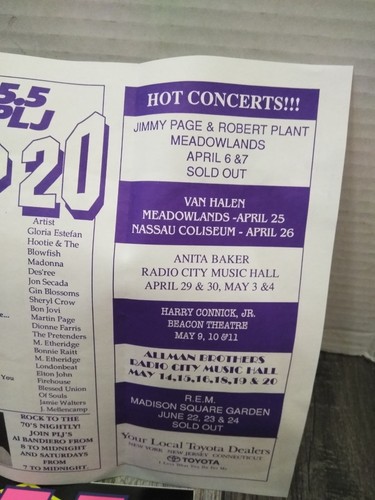 5.5
PLJ
20
Artist
Gloria Estefan
Hootie & The
Blowfish
Madonna
Des'ree
Jon Secada
Gin Blossoms
Sheryl Crow
Bon Jovi
Martin Page
Dionne Farris
The Pretenders
M. Etheridge
Bonnie Raitt
M. Etheridge
Londonbeat
Elton John
Firehouse
Blessed Union
Of Souls
Jamie Walters
J. Mellencamp
e...
You
ROCK TO THE
70'S NIGHTLY!
JOIN PLJ'S
AL BANDIERO FROM
8 TO MIDNIGHT
AND SATURDAYS
FROM
7 TO MIDNIGHT
HOT CONCERTS!!!
JIMMY PAGE & ROBERT PLANT
MEADOWLANDS
APRIL 6 &7
SOLD OUT
VAN HALEN
MEADOWLANDS -APRIL 25
NASSAU COLISEUM - APRIL 26
ANITA BAKER
RADIO CITY MUSIC HALL
APRIL 29 & 30, MAY 3 &4
HARRY CONNICK, JR.
BEACON THEATRE
MAY 9, 10 &11
ALLMAN BROTHERS
RADIO CITY MUSIC HALL
MAY 14,15,16,18,19 & 20
R.E.M.
MADISON SQUARE GARDEN
JUNE 22, 23 & 24
SOLD OUT
Your Local Toyota Dealers
NEW YORK NEW JERSEY CONNECTICUT
TOYOTA
I Love What You Do For Me